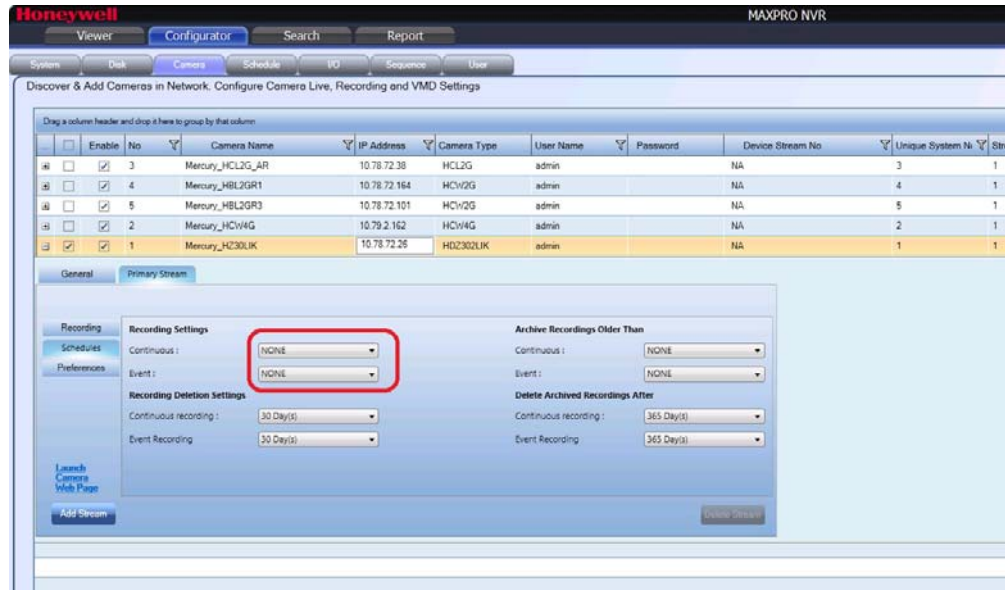 Honeywell
MAXPRO NVR
Viewer Configurator Search Report
System Disk Camera Schedule I/O Sequence User
Discover & Add Cameras in Network. Configure Camera Live, Recording and VMD Settings
Drag a column header and drop it here to group by that column
... Enable No Camera Name IP Address Camera Type User Name Password Device Stream No Unique System N Str
3 Mercury_HCL2G_AR 10.78.72.38 HCL2G admin NA 3 1
4 Mercury_HBL2GR1 10.78.72.164 HCW2G admin NA 4 1
5 Mercury_HBL2GR3 10.78.72.101 HCW2G admin NA 5 1
2 Mercury_HCW4G 10.79.2.162 HCW4G admin NA 2 1
1 Mercury_HZ30LIK 10.78.72.26 HDZ302LIK admin NA 1 1
General Primary Stream
Recording
Schedules
Preferences
Recording Settings
Continuous : NONE
Event : NONE
Recording Deletion Settings
Continuous recording : 30 Day(s)
Event Recording 30 Day(s)
Archive Recordings Older Than
Continuous : NONE
Event : NONE
Delete Archived Recordings After
Continuous recording : 365 Day(s)
Event Recording 365 Day(s)
Launch
Camera
Web Page
Add Stream
Delete Stream